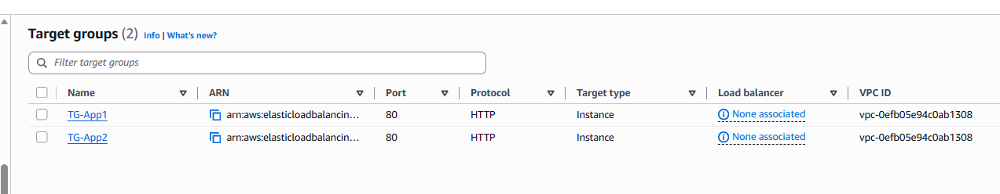 Target groups (2) Info | What's new?
Filter target groups
Name ARN Port Protocol Target type Load balancer VPC ID
TG-App1 arn:aws:elasticloadbalancin... 80 HTTP Instance None associated vpc-0efb05e94c0ab1308
TG-App2 arn:aws:elasticloadbalancin... 80 HTTP Instance None associated vpc-0efb05e94c0ab1308